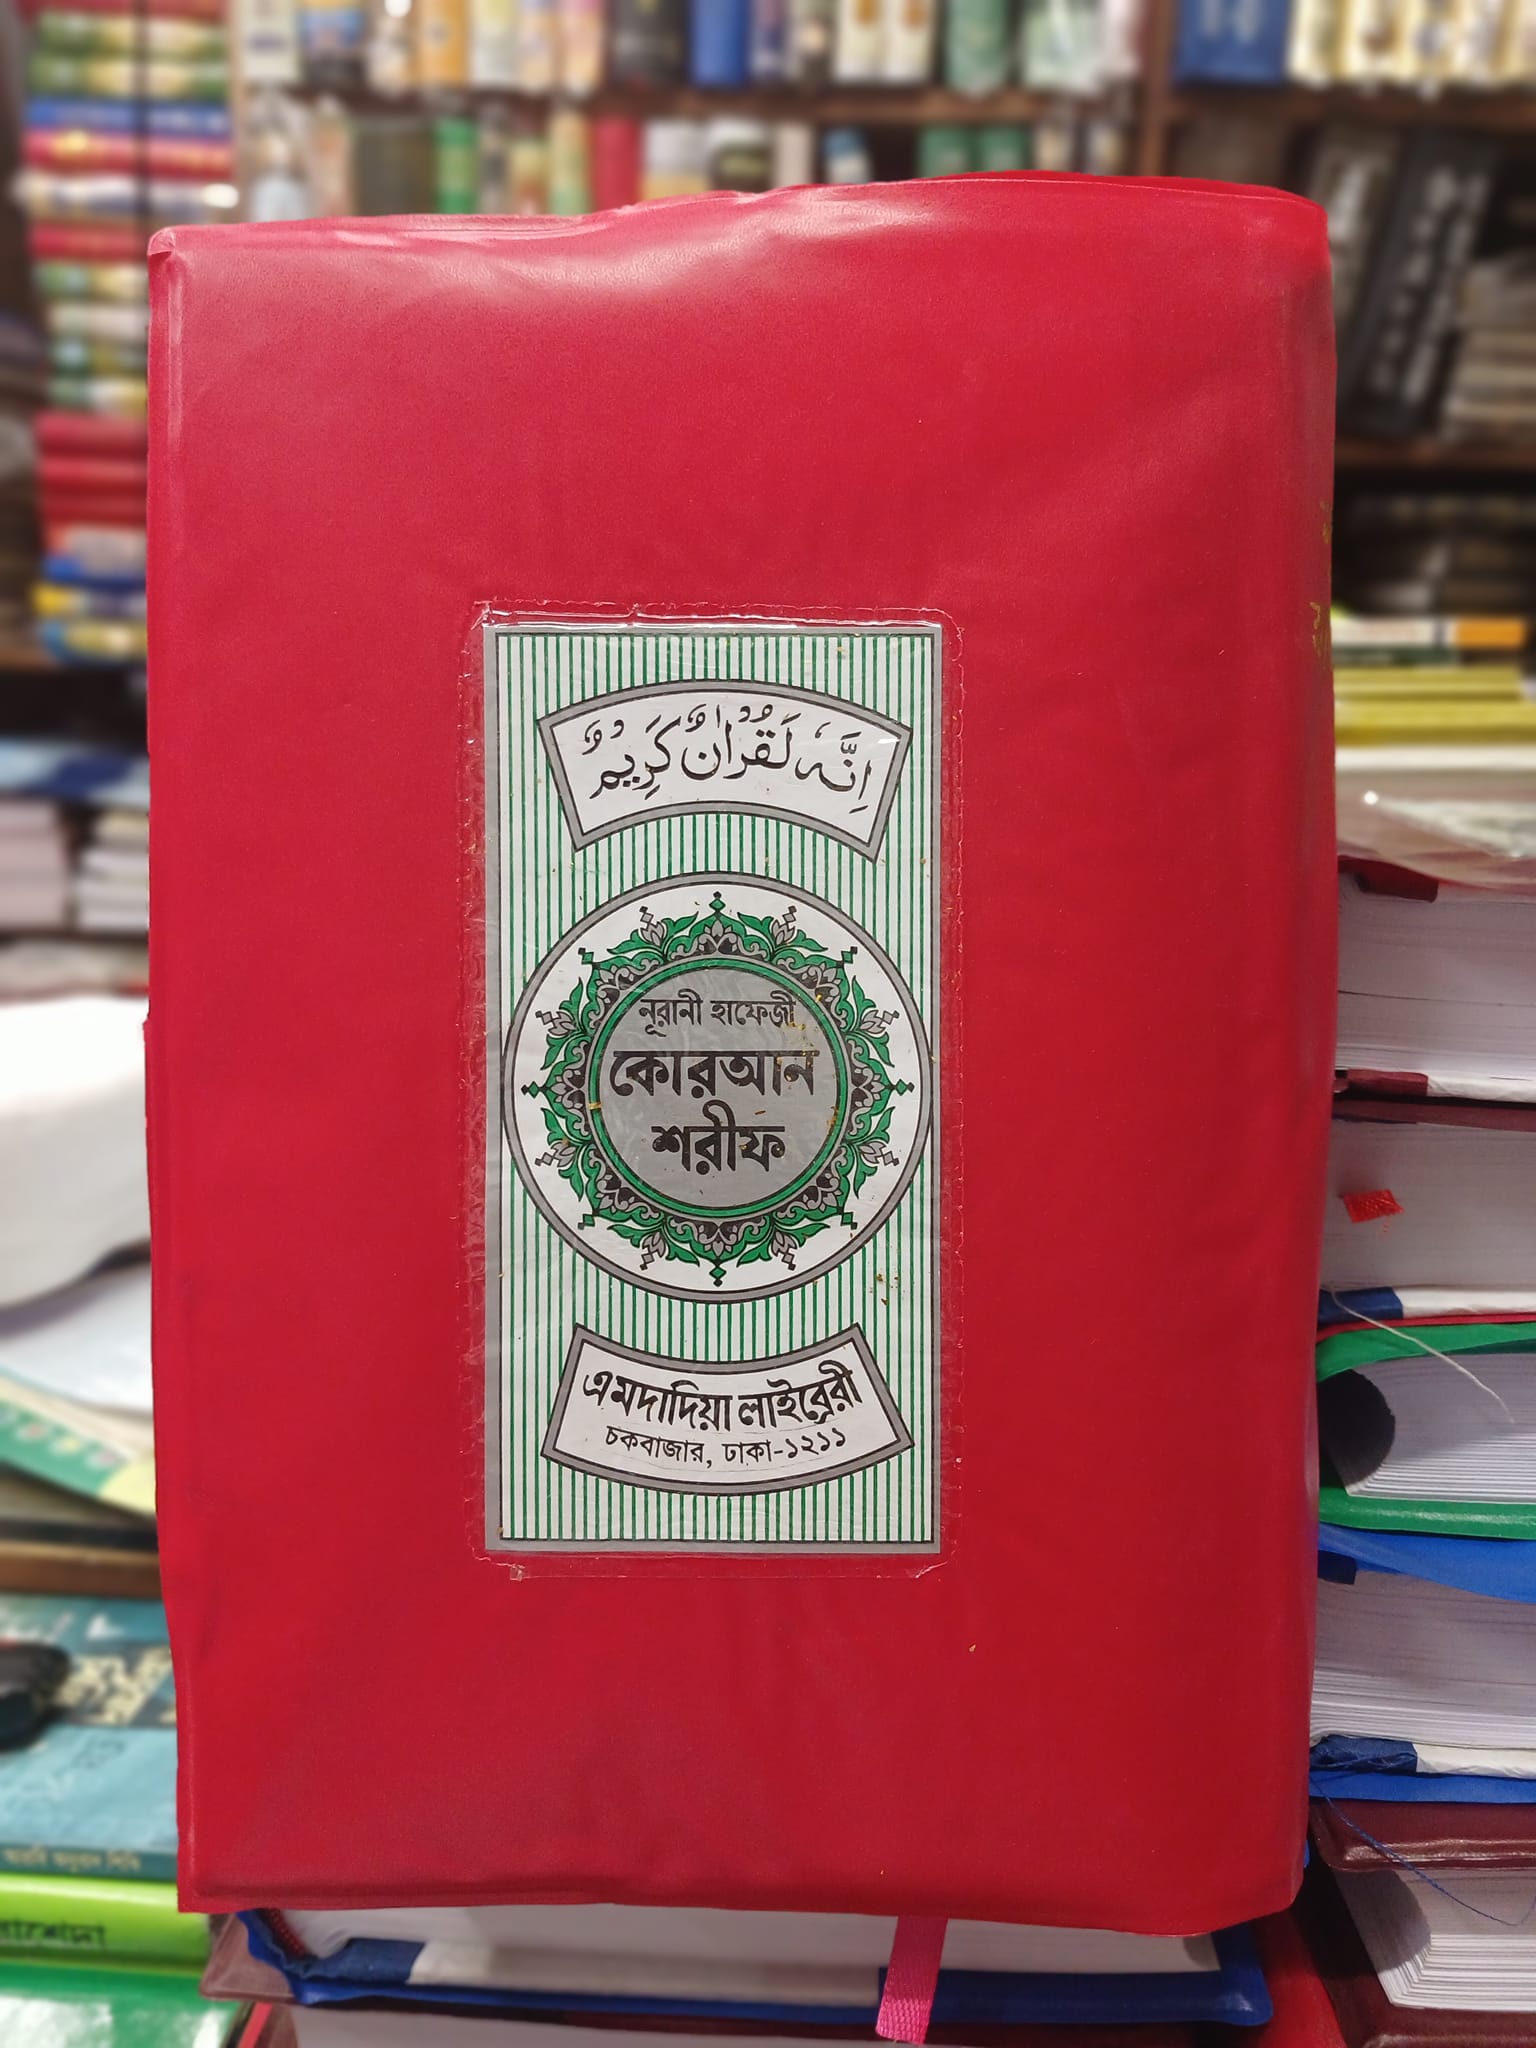 اِنَّهٗ لَقُرْاٰنٌ كَرِيْمٌ
নূরানী হাফেজী
কোরআন
শরীফ
এমদাদিয়া লাইব্রেরী
চকবাজার, ঢাকা-১২১১